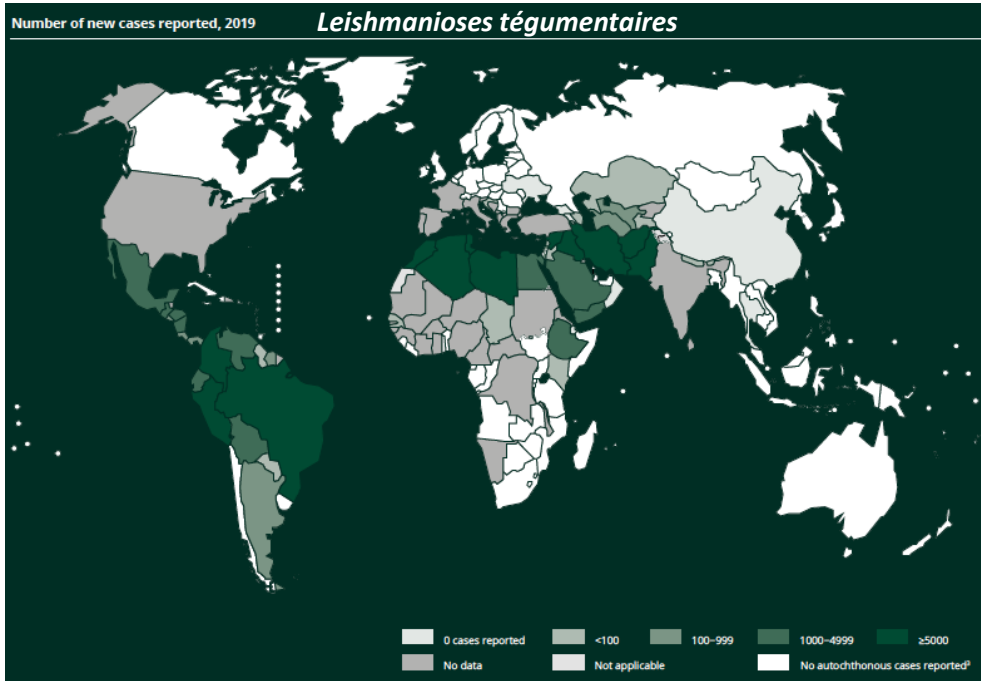 Number of new cases reported, 2019
Leishmanioses tégumentaires
0 cases reported
<100
100–999
1000–4999
≥5000
No data
Not applicable
No autochthonous cases reportedᵃ